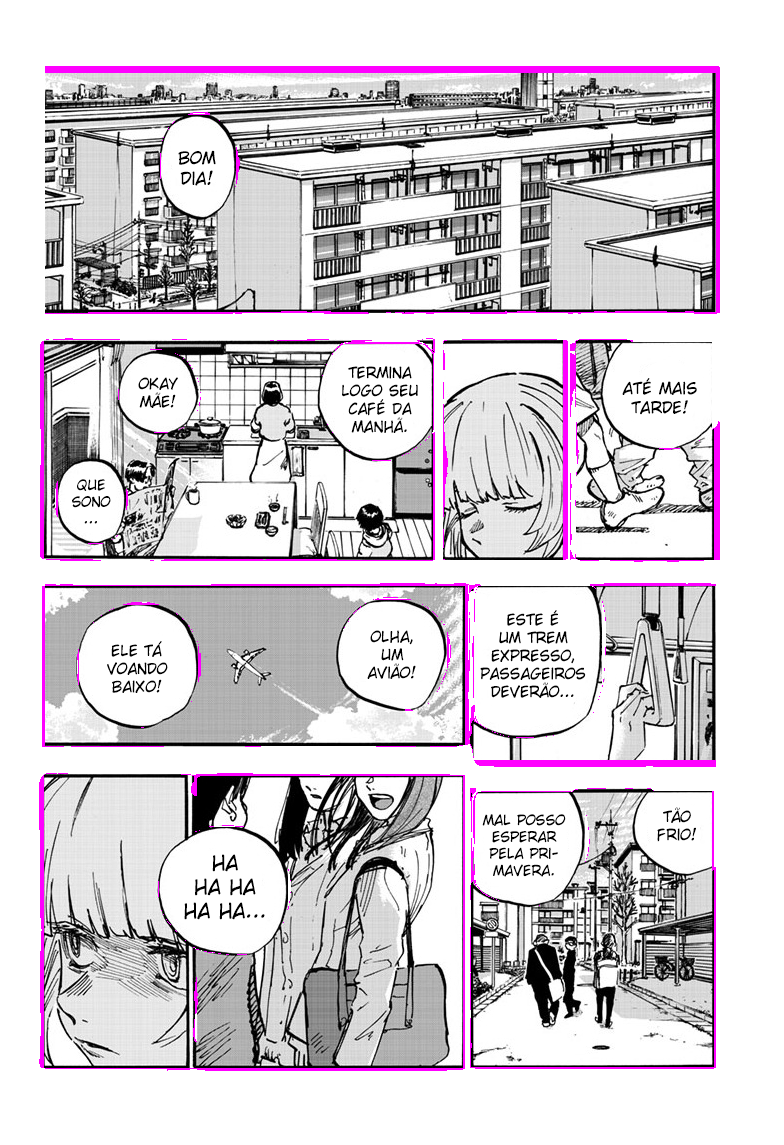 BOM
DIA!
ATÉ MAIS
TARDE!
TERMINA
LOGO SEU
CAFÉ DA
MANHÃ.
OKAY
MÃE!
QUE
SONO
...
ESTE É
UM TREM
EXPRESSO,
PASSAGEIROS
DEVERÃO...
OLHA,
UM
AVIÃO!
ELE TÁ
VOANDO
BAIXO!
TÃO
FRIO!
MAL POSSO
ESPERAR
PELA PRI-
MAVERA.
HA
HA HA
HA HA...